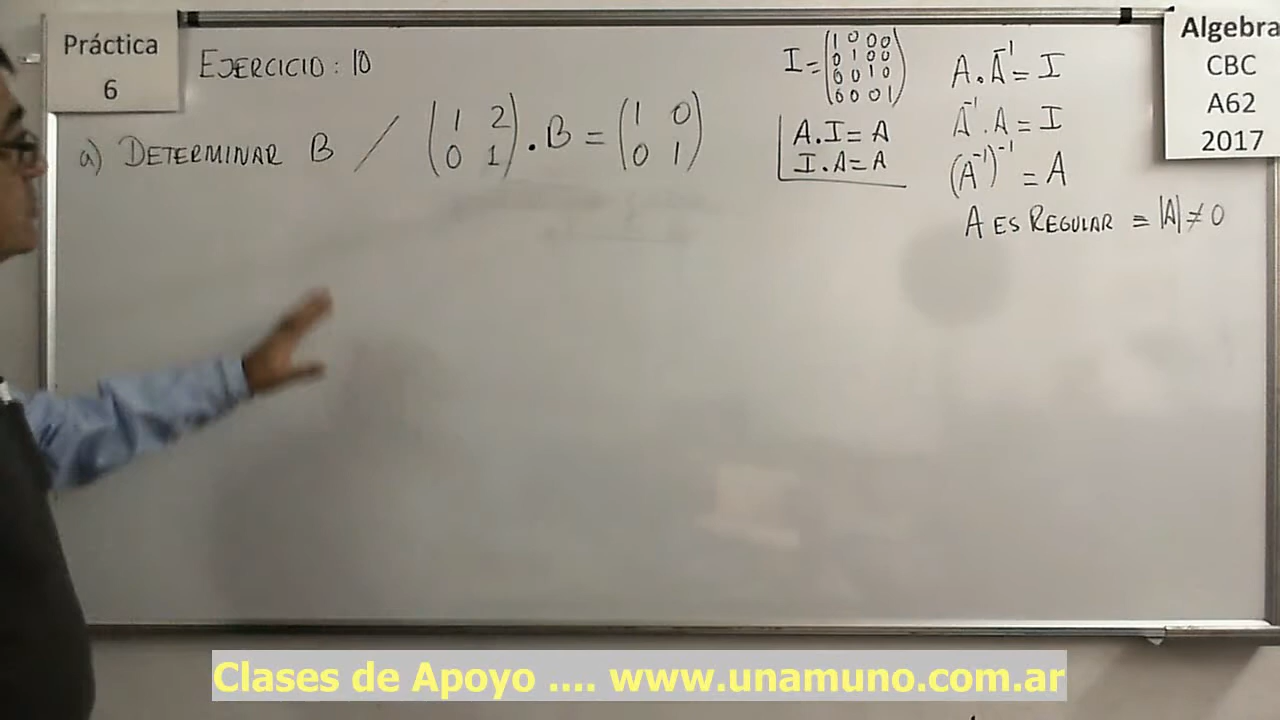 Práctica
6
EJERCICIO: 10
a) DETERMINAR B / (1 2
0 1) . B = (1 0
0 1)
I = (1 0 0 0
0 1 0 0
0 0 1 0
0 0 0 1)
A.I = A
I.A = A
A.A⁻¹ = I
A⁻¹.A = I
(A⁻¹)⁻¹ = A
A ES REGULAR = |A| ≠ 0
Algebra
CBC
A62
2017
Clases de Apoyo .... www.unamuno.com.ar